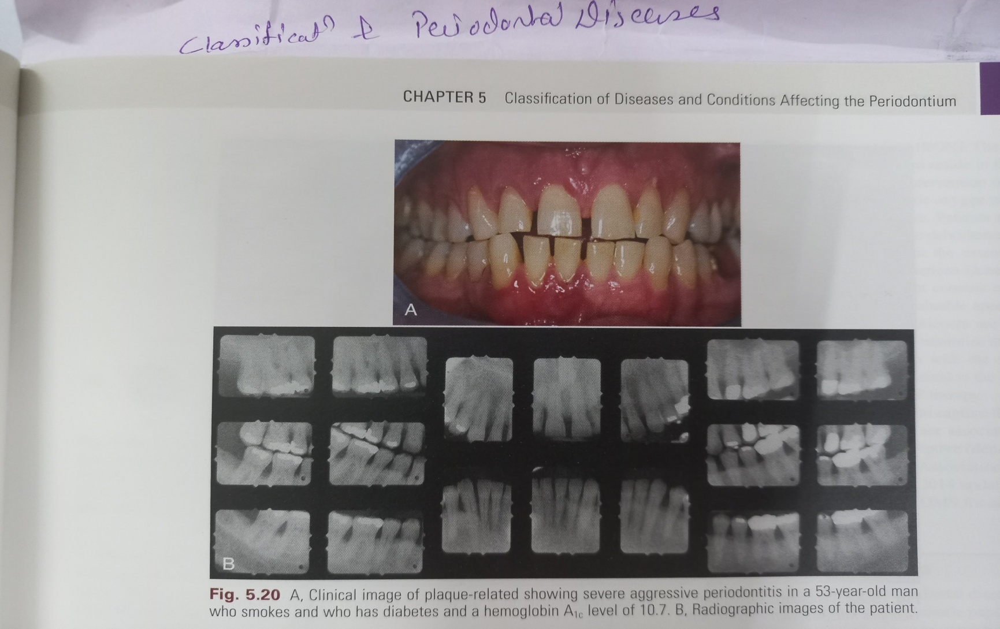 Classificatn & Periodontal Diseases
CHAPTER 5 Classification of Diseases and Conditions Affecting the Periodontium
A
B
Fig. 5.20 A, Clinical image of plaque-related showing severe aggressive periodontitis in a 53-year-old man
who smokes and who has diabetes and a hemoglobin A1c level of 10.7. B, Radiographic images of the patient.